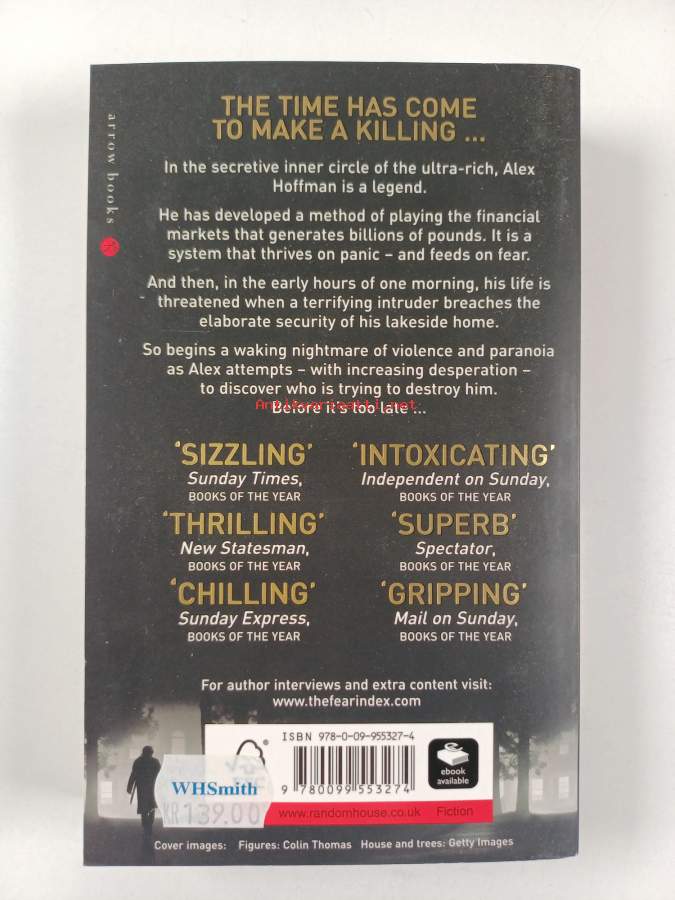 arrow books
THE TIME HAS COME
TO MAKE A KILLING ...
In the secretive inner circle of the ultra-rich, Alex
Hoffman is a legend.
He has developed a method of playing the financial
markets that generates billions of pounds. It is a
system that thrives on panic – and feeds on fear.
And then, in the early hours of one morning, his life is
threatened when a terrifying intruder breaches the
elaborate security of his lakeside home.
So begins a waking nightmare of violence and paranoia
as Alex attempts – with increasing desperation –
to discover who is trying to destroy him.
Before it's too late ...
Antikvariaatti.net
'SIZZLING'
Sunday Times,
BOOKS OF THE YEAR
'INTOXICATING'
Independent on Sunday,
BOOKS OF THE YEAR
'THRILLING'
New Statesman,
BOOKS OF THE YEAR
'SUPERB'
Spectator,
BOOKS OF THE YEAR
'CHILLING'
Sunday Express,
BOOKS OF THE YEAR
'GRIPPING'
Mail on Sunday,
BOOKS OF THE YEAR
For author interviews and extra content visit:
www.thefearindex.com
ISBN 978-0-09-955327-4
9 780099 553274
ebook
available
WHSmith
KR139.00
www.randomhouse.co.uk Fiction
Cover images: Figures: Colin Thomas House and trees: Getty Images